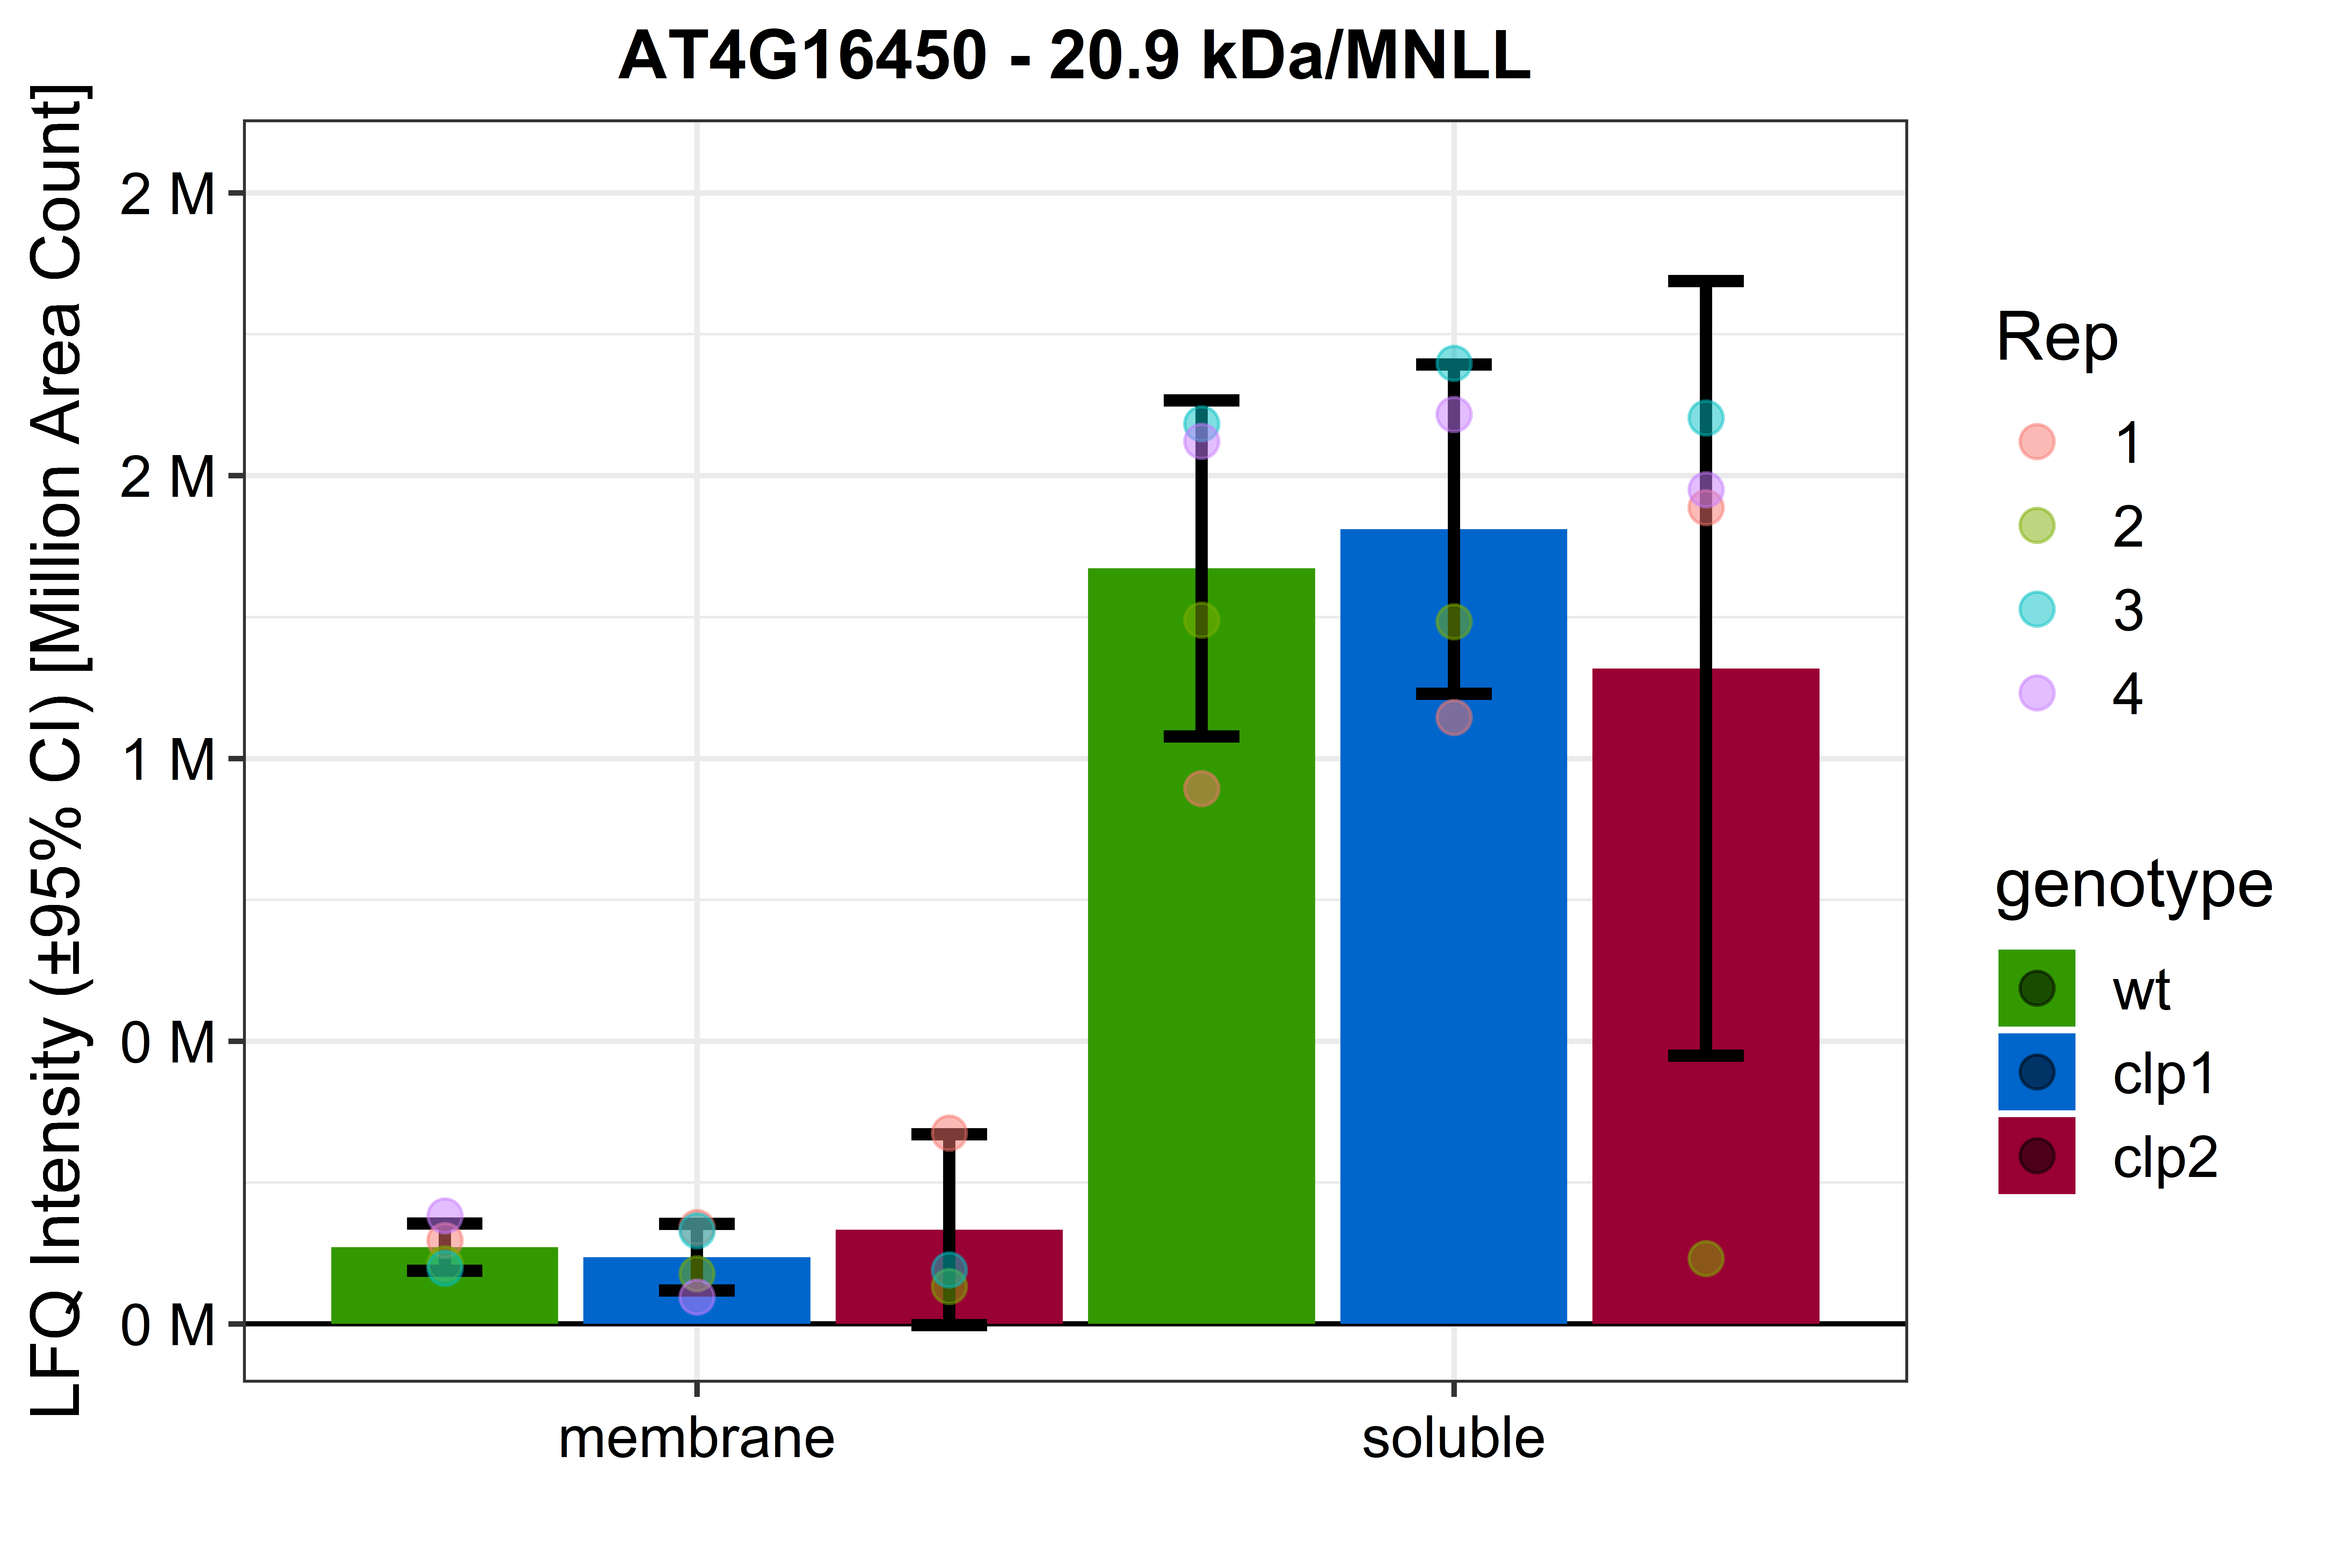 AT4G16450 - 20.9 kDa/MNLL
LFQ Intensity (±95% CI) [Million Area Count]
2 M
2 M
1 M
0 M
0 M
membrane
soluble
Rep
1
2
3
4
genotype
wt
clp1
clp2